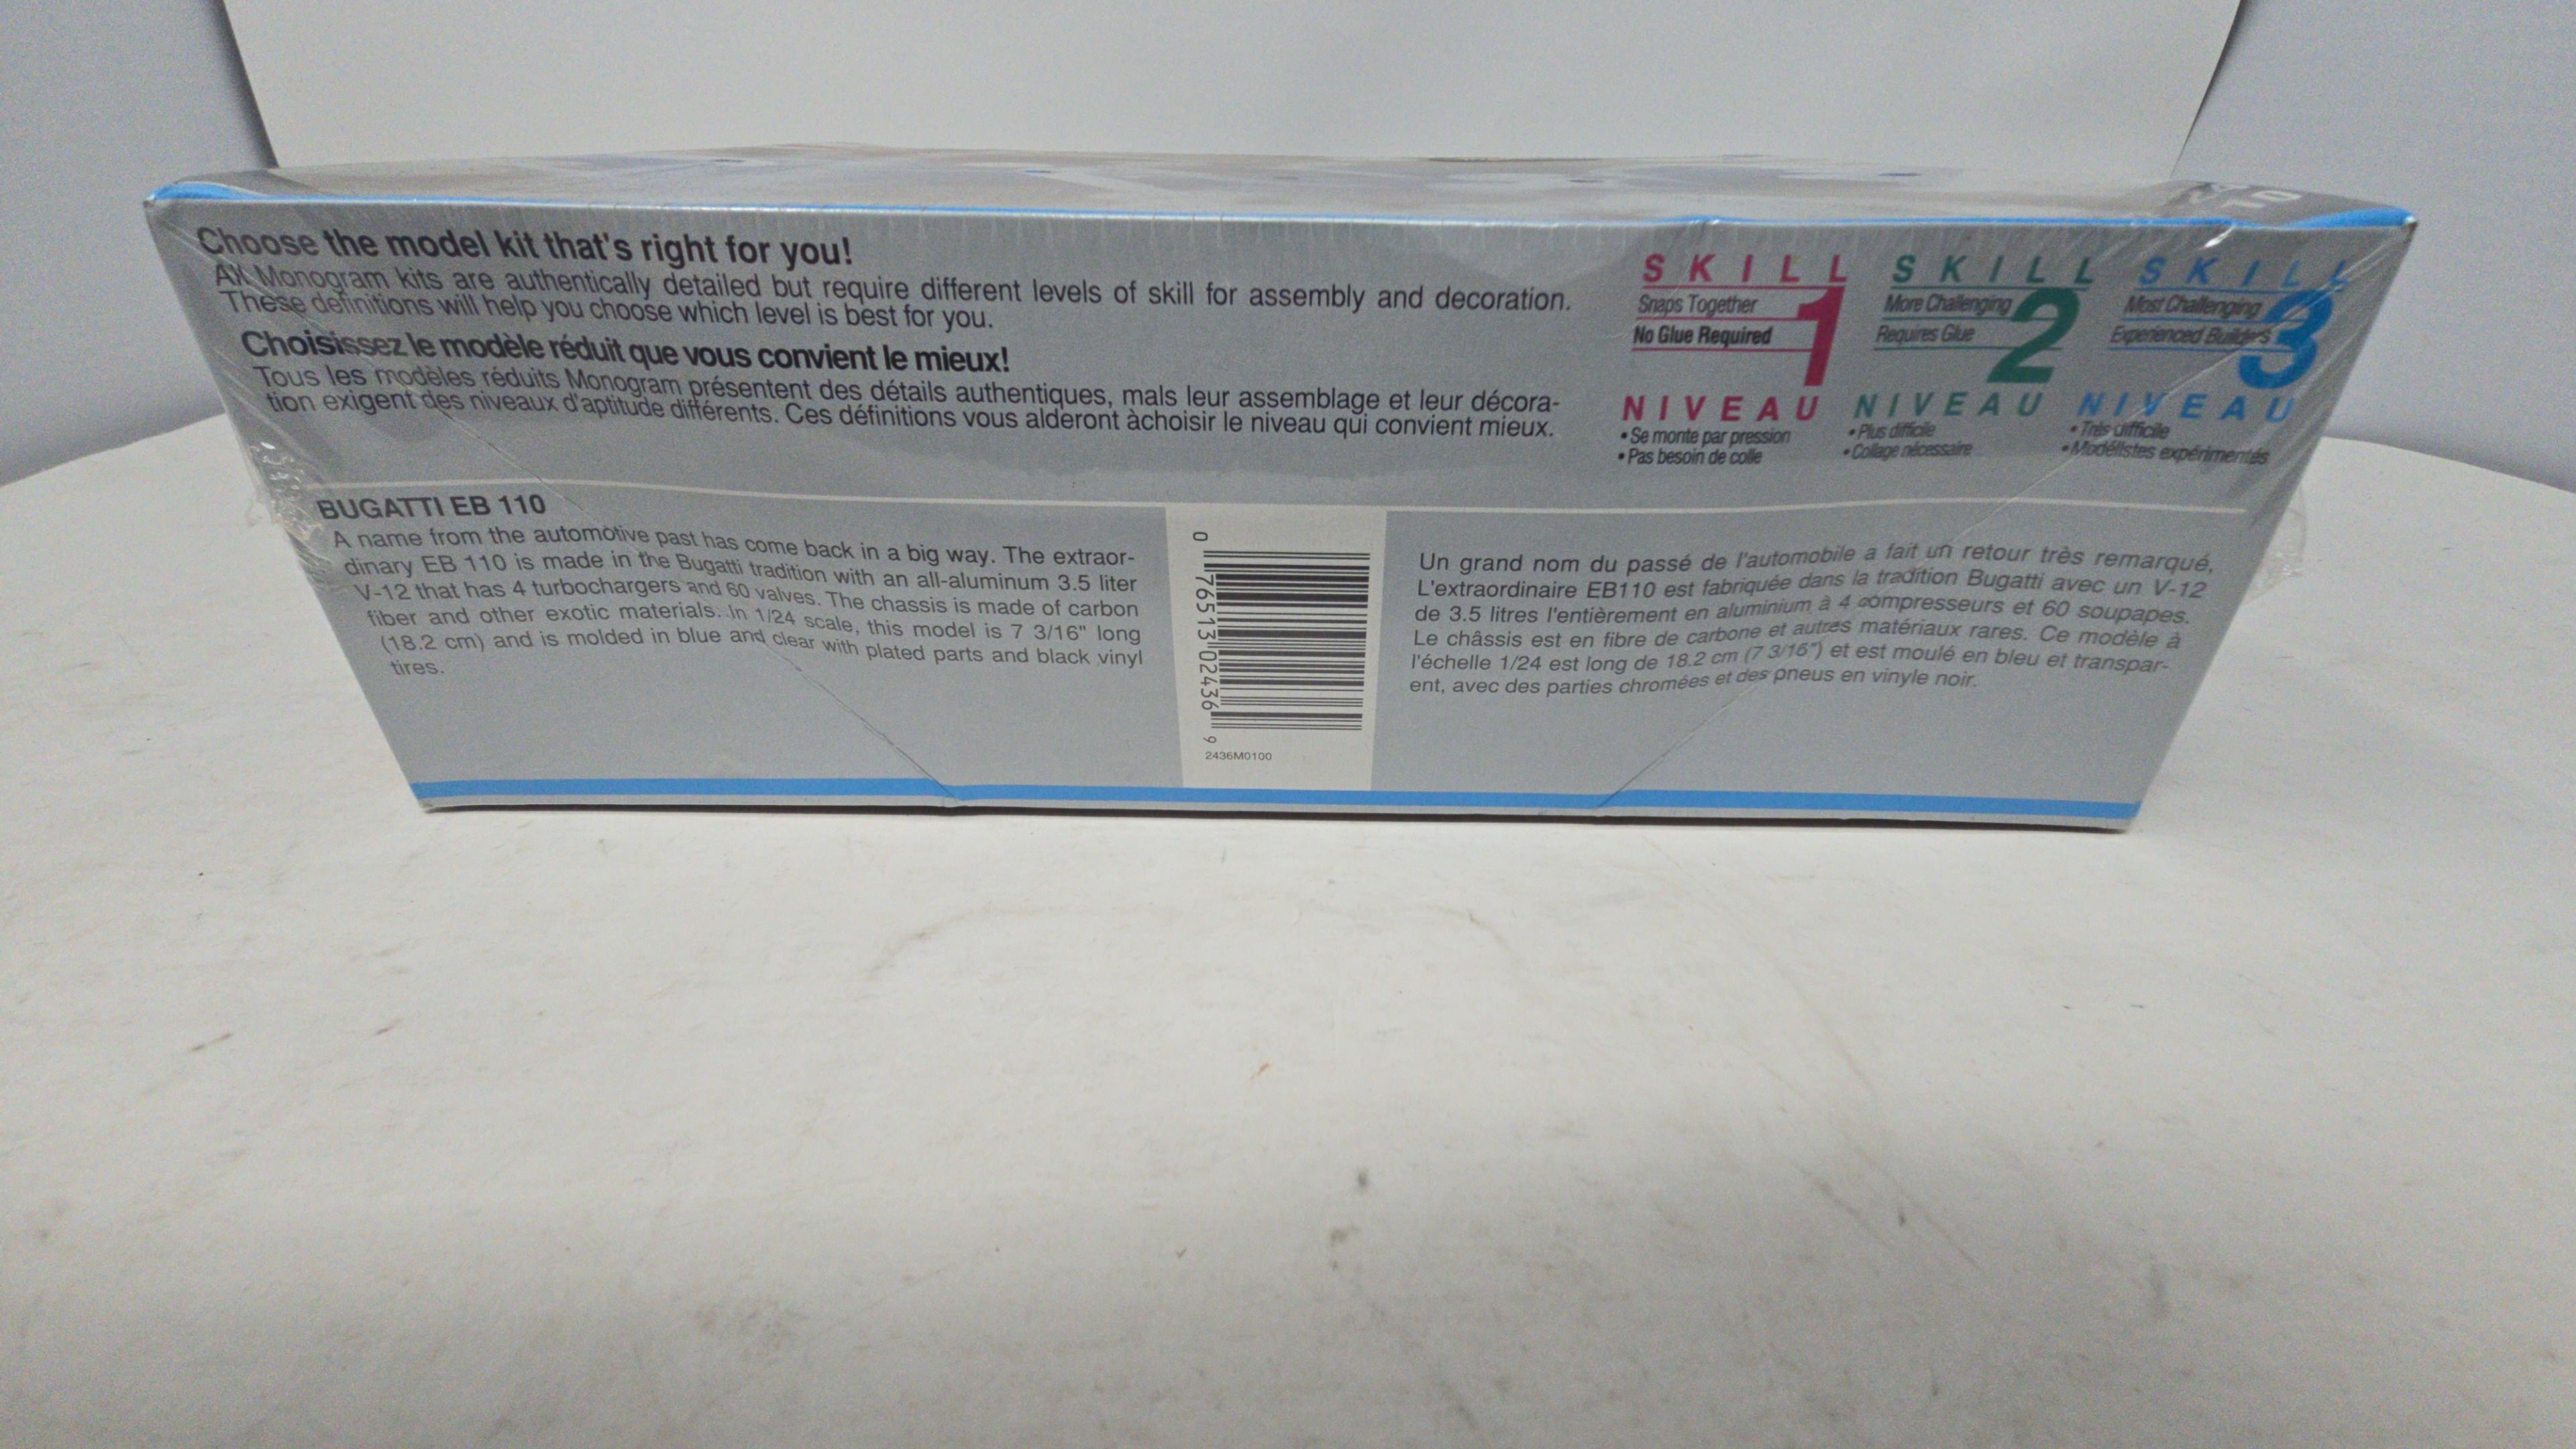 Choose the model kit that's right for you!
All Monogram kits are authentically detailed but require different levels of skill for assembly and decoration.
These definitions will help you choose which level is best for you.
Choisissez le modèle réduit que vous convient le mieux!
Tous les modèles réduits Monogram présentent des détails authentiques, mals leur assemblage et leur décora-
tion exigent des niveaux d'aptitude différents. Ces définitions vous alderont àchoisir le niveau qui convient mieux.
SKILL 1
Snaps Together
No Glue Required
NIVEAU
• Se monte par pression
• Pas besoin de colle
SKILL 2
More Challenging
Requires Glue
NIVEAU
• Plus difficile
• Collage nécessaire
SKILL 3
Most Challenging
Experienced Builders
NIVEAU
• Très difficile
• Modélistes expérimentés
BUGATTI EB 110
A name from the automotive past has come back in a big way. The extraor-
dinary EB 110 is made in the Bugatti tradition with an all-aluminum 3.5 liter
V-12 that has 4 turbochargers and 60 valves. The chassis is made of carbon
fiber and other exotic materials. In 1/24 scale, this model is 7 3/16" long
(18.2 cm) and is molded in blue and clear with plated parts and black vinyl
tires.
0 76513 02436 9
2436M0100
Un grand nom du passé de l'automobile a fait un retour très remarqué,
L'extraordinaire EB110 est fabriquée dans la tradition Bugatti avec un V-12
de 3.5 litres l'entièrement en aluminium à 4 compresseurs et 60 soupapes.
Le châssis est en fibre de carbone et autres matériaux rares. Ce modèle à
l'échelle 1/24 est long de 18.2 cm (7 3/16") et est moulé en bleu et transpar-
ent, avec des parties chromées et des pneus en vinyle noir.